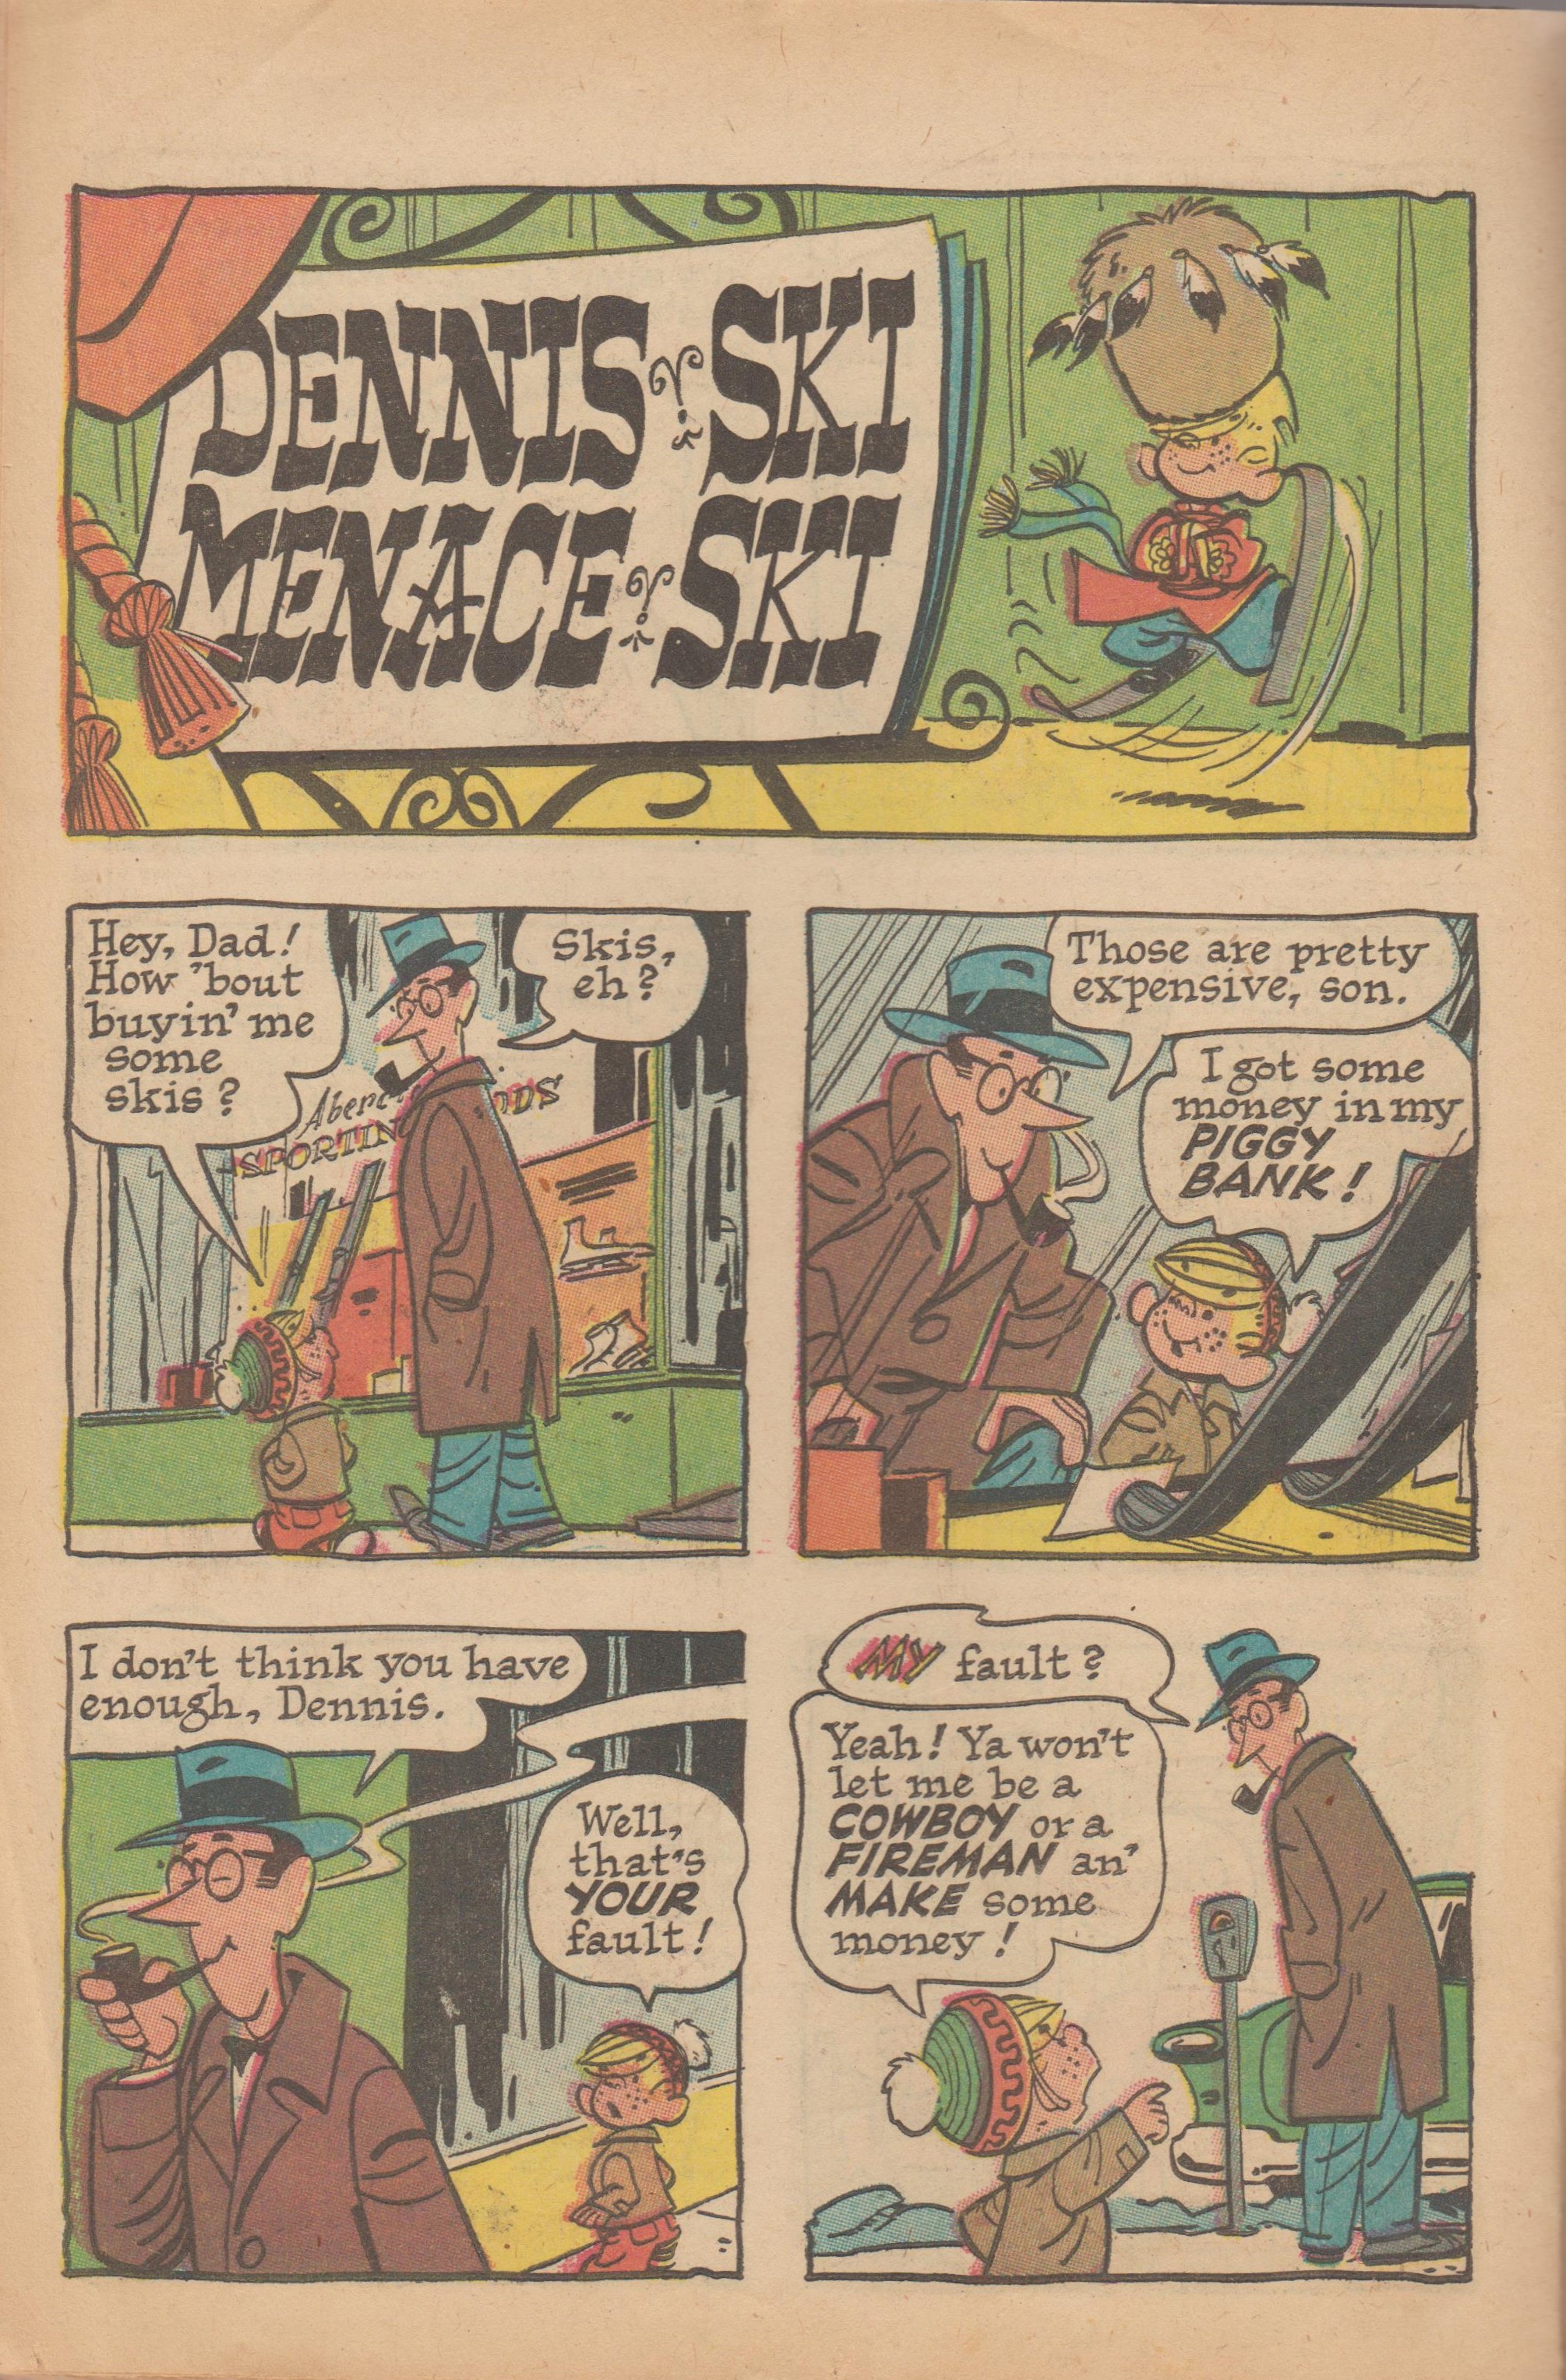 DENNIS SKI
MENACE SKI
Hey, Dad!
How 'bout
buyin' me
some
skis?
Skis,
eh?
SPORTIN
Those are pretty
expensive, son.
I got some
money in my
PIGGY
BANK!
I don't think you have
enough, Dennis.
Well,
that's
YOUR
fault!
MY fault?
Yeah! Ya won't
let me be a
COWBOY or a
FIREMAN an'
MAKE some
money!